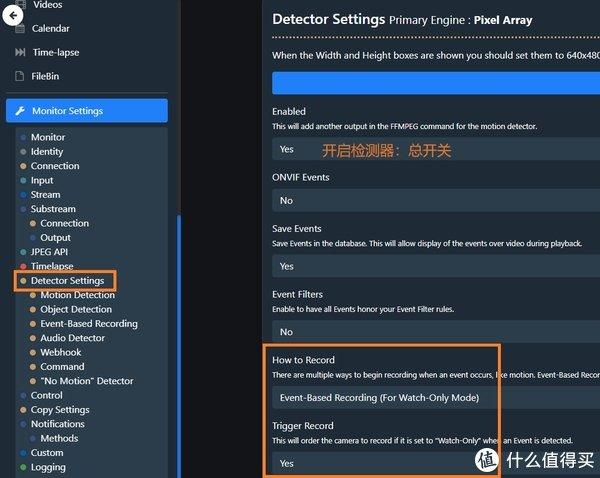 Videos
Calendar
Time-lapse
FileBin
Monitor Settings
Monitor
Identity
Connection
Input
Stream
Substream
Connection
Output
JPEG API
Timelapse
Detector Settings
Motion Detection
Object Detection
Event-Based Recording
Audio Detector
Webhook
Command
"No Motion" Detector
Control
Copy Settings
Notifications
Methods
Custom
Logging
Detector Settings Primary Engine : Pixel Array
When the Width and Height boxes are shown you should set them to 640x480
Enabled
This will add another output in the FFMPEG command for the motion detector.
Yes 开启检测器：总开关
ONVIF Events
No
Save Events
Save Events in the database. This will allow display of the events over video during playback.
Yes
Event Filters
Enable to have all Events honor your Event Filter rules.
No
How to Record
There are multiple ways to begin recording when an event occurs, like motion. Event-Based Recor
Event-Based Recording (For Watch-Only Mode)
Trigger Record
This will order the camera to record if it is set to "Watch-Only" when an Event is detected.
Yes
值 什么值得买